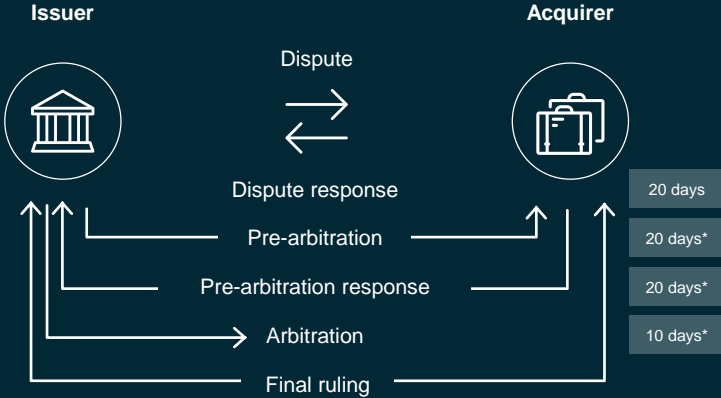 Issuer
Acquirer
Dispute
Dispute response
20 days
Pre-arbitration
20 days*
Pre-arbitration response
20 days*
Arbitration
10 days*
Final ruling